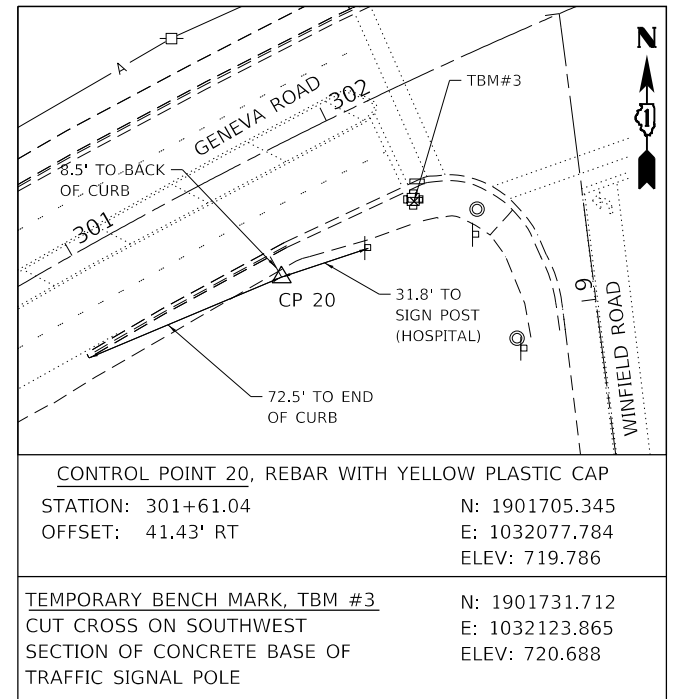 N
1
TBM#3
GENEVA ROAD
302
8.5' TO BACK
OF CURB
301
A
CP 20
31.8' TO
SIGN POST
(HOSPITAL)
9
WINFIELD ROAD
72.5' TO END
OF CURB
CONTROL POINT 20, REBAR WITH YELLOW PLASTIC CAP
STATION: 301+61.04
OFFSET: 41.43' RT
N: 1901705.345
E: 1032077.784
ELEV: 719.786
TEMPORARY BENCH MARK, TBM #3
CUT CROSS ON SOUTHWEST
SECTION OF CONCRETE BASE OF
TRAFFIC SIGNAL POLE
N: 1901731.712
E: 1032123.865
ELEV: 720.688